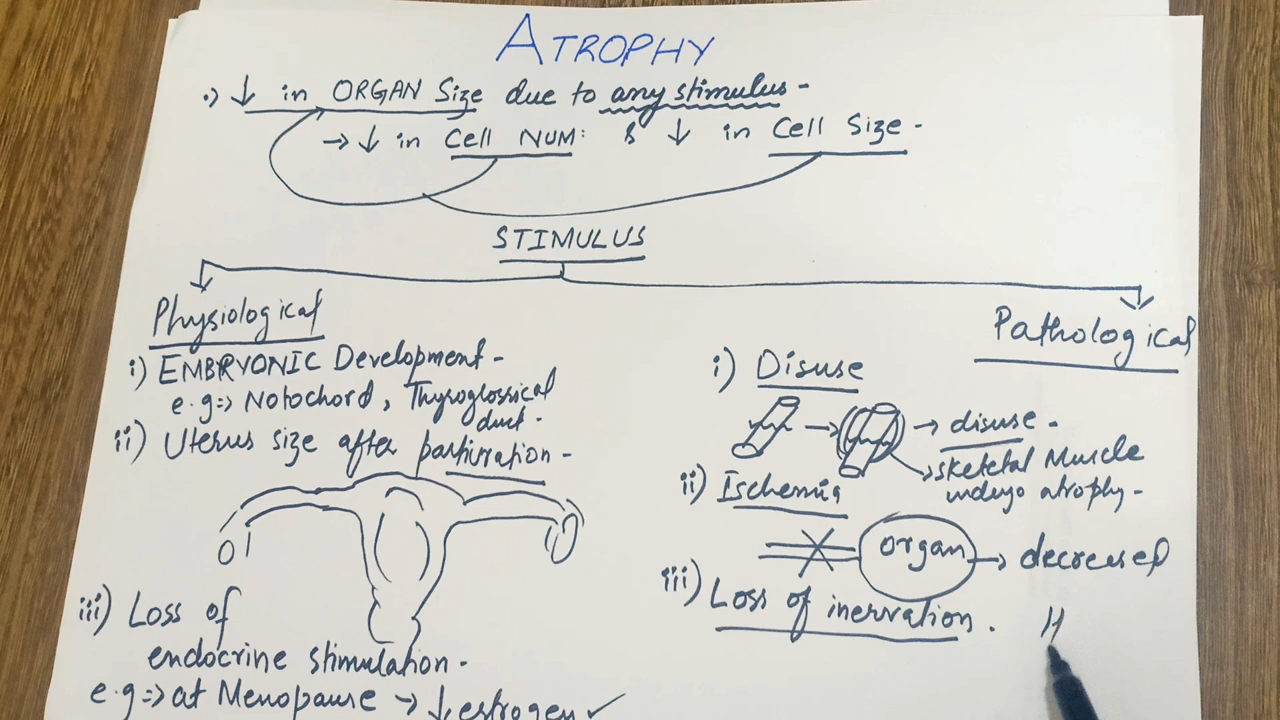 ATROPHY
.) ↓ in ORGAN Size due to any stimulus -
→ ↓ in Cell NUM: & ↓ in Cell Size.
STIMULUS
Physiological
i) EMBRYONIC Development -
e.g => Notochord, Thyroglossical
duct.
ii) Uterus size after parturration -
iii) Loss of
endocrine stimulation.
e.g => at Menopause → ↓ estrogen ✓
Pathological
i) Disuse
→ disuse.
skeletal Muscle
undergo atrophy -
ii) Ischemia
organ → decreased
iii) Loss of inervation.